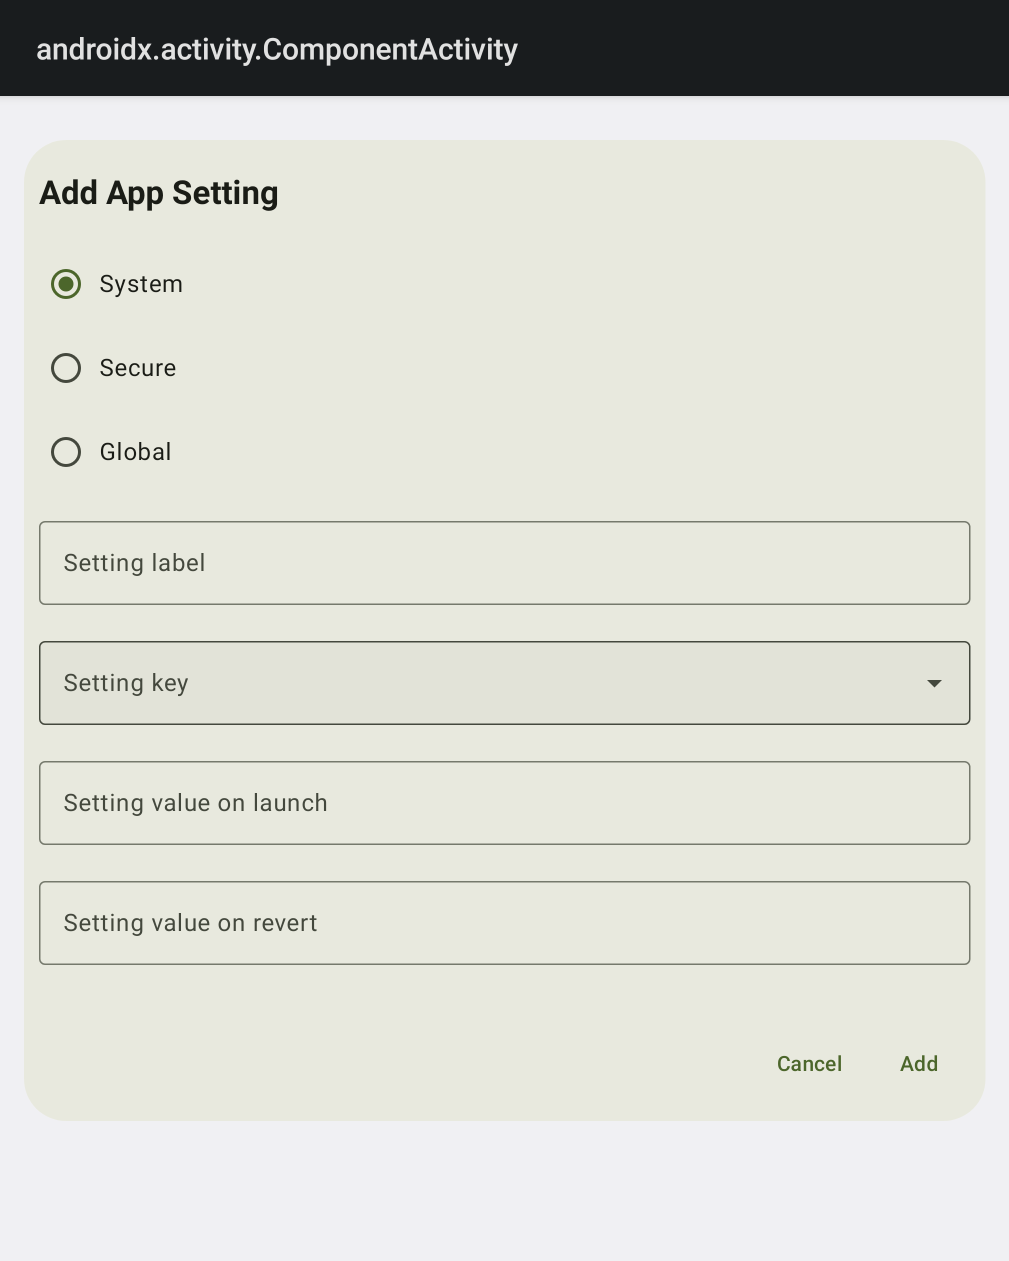 androidx.activity.ComponentActivity
Add App Setting
System
Secure
Global
Setting label
Setting key
Setting value on launch
Setting value on revert
Cancel Add